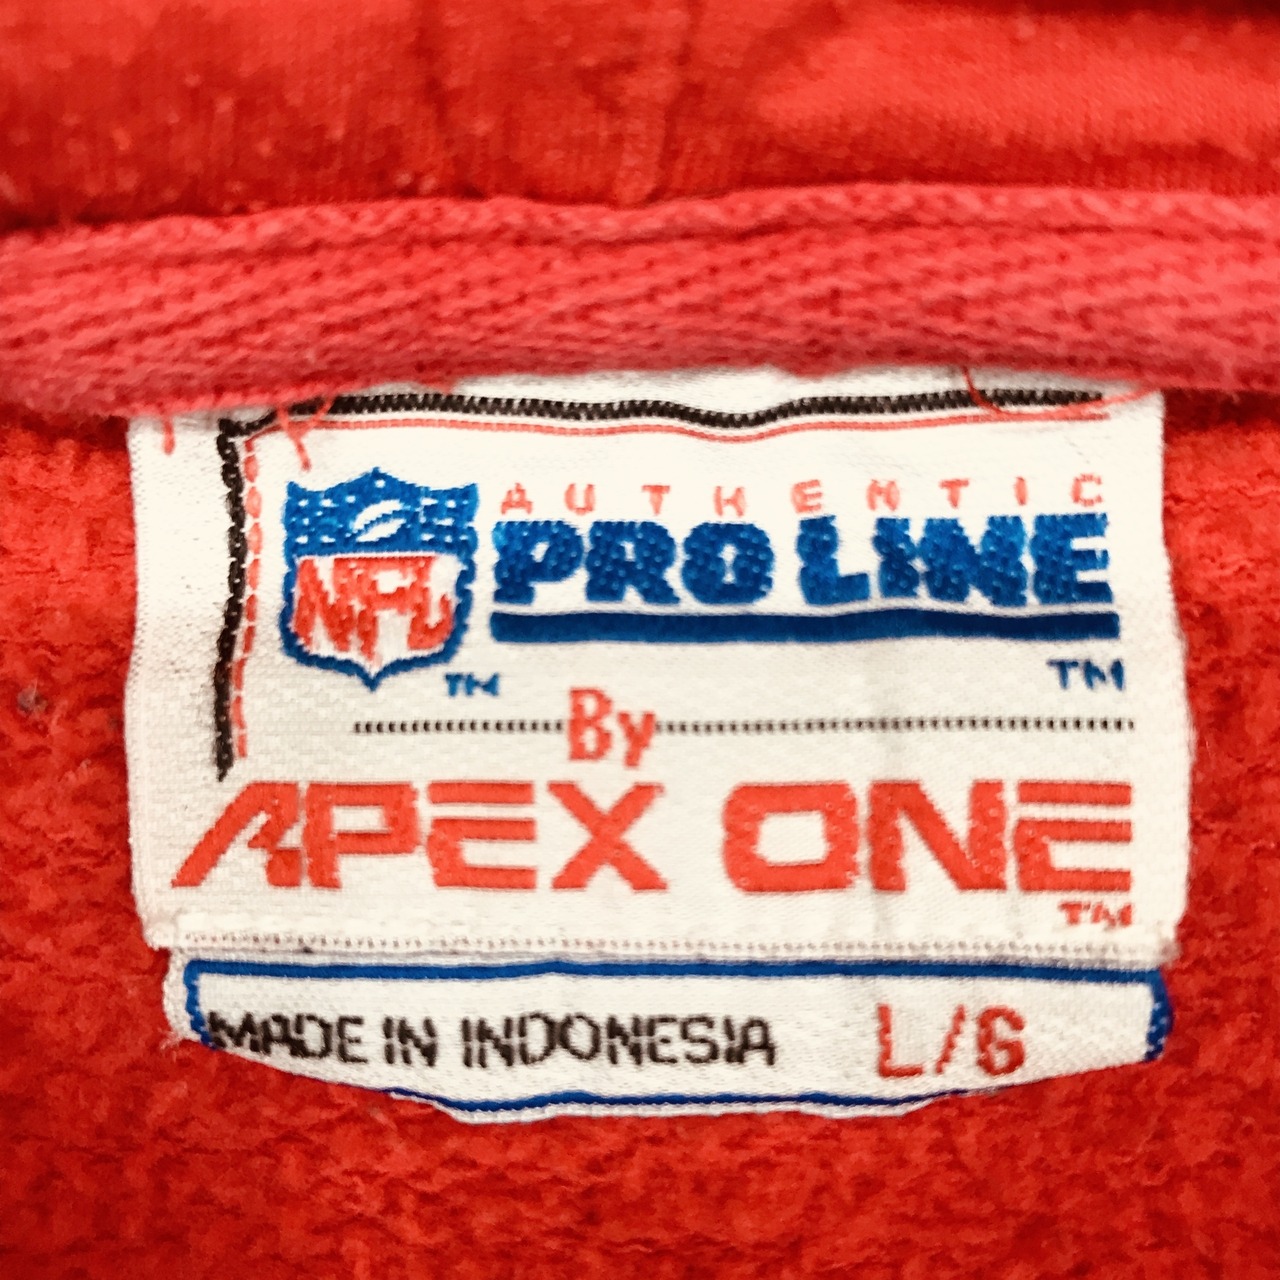 AUTHENTIC
NFL PRO LINE
TM TM
By
APEX ONE
TM
MADE IN INDONESIA L/G